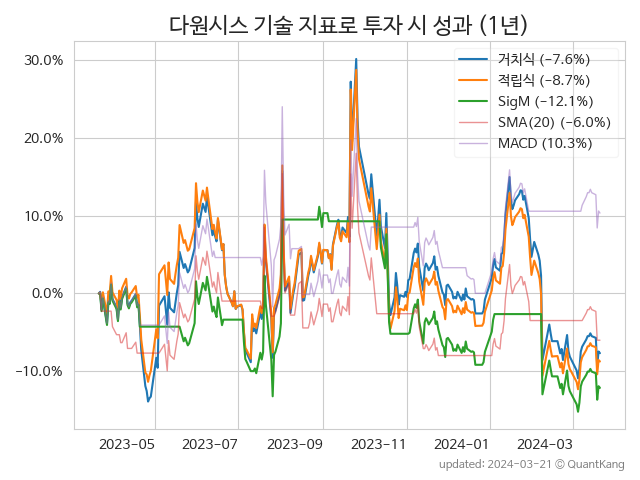 다원시스 기술 지표로 투자 시 성과 (1년)
거치식 (−7.6%)
적립식 (−8.7%)
SigM (−12.1%)
SMA(20) (−6.0%)
MACD (10.3%)
30.0%
20.0%
10.0%
0.0%
−10.0%
2023-05 2023-07 2023-09 2023-11 2024-01 2024-03
updated: 2024-03-21 © QuantKang